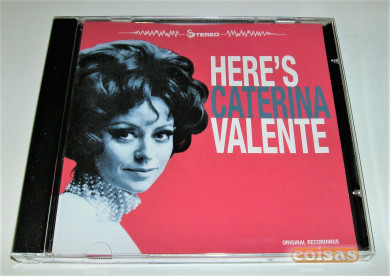 STEREO
HERE'S
CATERINA
VALENTE
ORIGINAL RECORDINGS
coisas